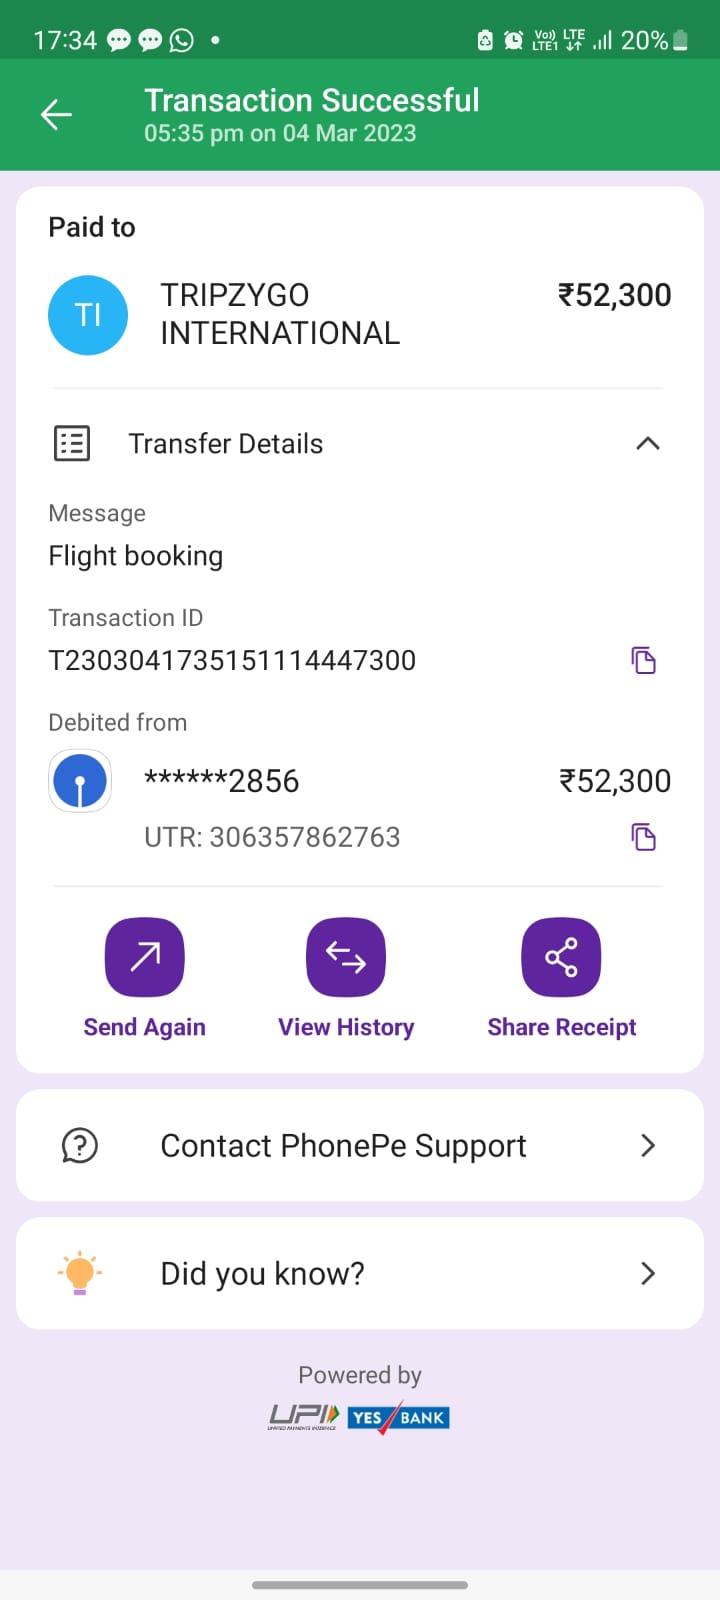 17:34
Vo)) LTE
LTE1
20%
Transaction Successful
05:35 pm on 04 Mar 2023
Paid to
TI
TRIPZYGO
INTERNATIONAL
₹52,300
Transfer Details
Message
Flight booking
Transaction ID
T2303041735151114447300
Debited from
******2856
₹52,300
UTR: 306357862763
Send Again
View History
Share Receipt
Contact PhonePe Support
Did you know?
Powered by
UPI
UNIFIED PAYMENTS INTERFACE
YES BANK